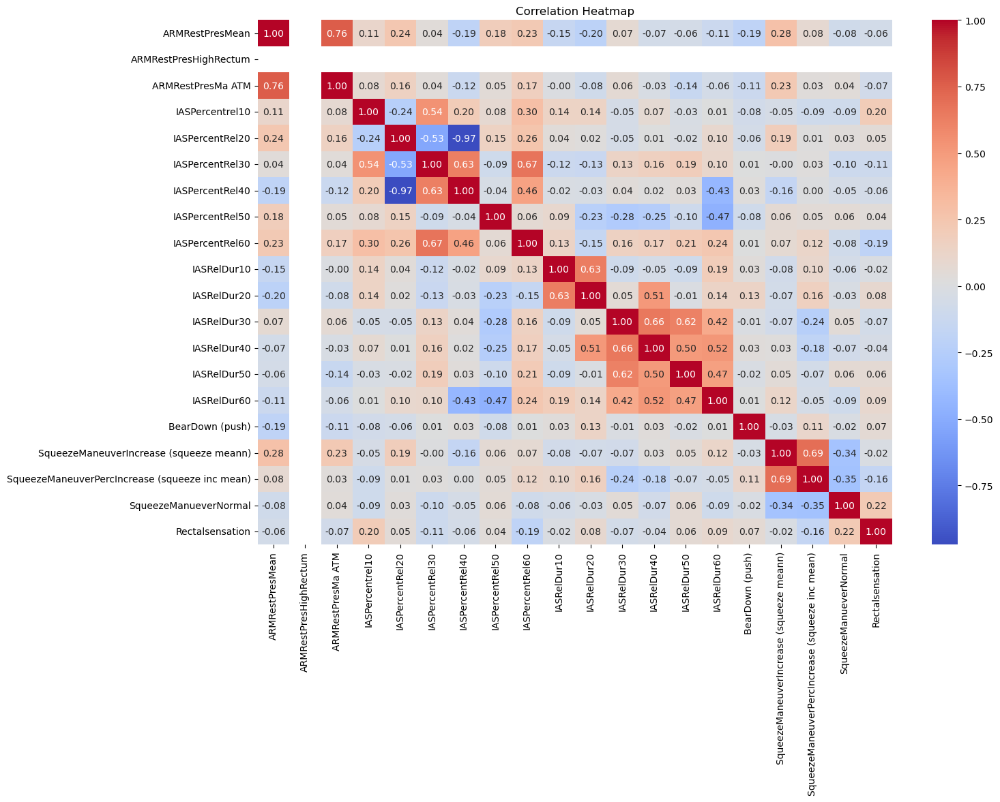 Correlation Heatmap
ARMRestPresMean 1.00 0.76 0.11 0.24 0.04 -0.19 0.18 0.23 -0.15 -0.20 0.07 -0.07 -0.06 -0.11 -0.19 0.28 0.08 -0.08 -0.06
ARMRestPresHighRectum
ARMRestPresMa ATM 0.76 1.00 0.08 0.16 0.04 -0.12 0.05 0.17 -0.00 -0.08 0.06 -0.03 -0.14 -0.06 -0.11 0.23 0.03 0.04 -0.07
IASPercentrel10 0.11 0.08 1.00 -0.24 0.54 0.20 0.08 0.30 0.14 0.14 -0.05 0.07 -0.03 0.01 -0.08 -0.05 -0.09 -0.09 0.20
IASPercentRel20 0.24 0.16 -0.24 1.00 -0.53 -0.97 0.15 0.26 0.04 0.02 -0.05 0.01 -0.02 0.10 -0.06 0.19 0.01 0.03 0.05
IASPercentRel30 0.04 0.04 0.54 -0.53 1.00 0.63 -0.09 0.67 -0.12 -0.13 0.13 0.16 0.19 0.10 0.01 -0.00 0.03 -0.10 -0.11
IASPercentRel40 -0.19 -0.12 0.20 -0.97 0.63 1.00 -0.04 0.46 -0.02 -0.03 0.04 0.02 0.03 -0.43 0.03 -0.16 0.00 -0.05 -0.06
IASPercentRel50 0.18 0.05 0.08 0.15 -0.09 -0.04 1.00 0.06 0.09 -0.23 -0.28 -0.25 -0.10 -0.47 -0.08 0.06 0.05 0.06 0.04
IASPercentRel60 0.23 0.17 0.30 0.26 0.67 0.46 0.06 1.00 0.13 -0.15 0.16 0.17 0.21 0.24 0.01 0.07 0.12 -0.08 -0.19
IASRelDur10 -0.15 -0.00 0.14 0.04 -0.12 -0.02 0.09 0.13 1.00 0.63 -0.09 -0.05 -0.09 0.19 0.03 -0.08 0.10 -0.06 -0.02
IASRelDur20 -0.20 -0.08 0.14 0.02 -0.13 -0.03 -0.23 -0.15 0.63 1.00 0.05 0.51 -0.01 0.14 0.13 -0.07 0.16 -0.03 0.08
IASRelDur30 0.07 0.06 -0.05 -0.05 0.13 0.04 -0.28 0.16 -0.09 0.05 1.00 0.66 0.62 0.42 -0.01 -0.07 -0.24 0.05 -0.07
IASRelDur40 -0.07 -0.03 0.07 0.01 0.16 0.02 -0.25 0.17 -0.05 0.51 0.66 1.00 0.50 0.52 0.03 0.03 -0.18 -0.07 -0.04
IASRelDur50 -0.06 -0.14 -0.03 -0.02 0.19 0.03 -0.10 0.21 -0.09 -0.01 0.62 0.50 1.00 0.47 -0.02 0.05 -0.07 0.06 0.06
IASRelDur60 -0.11 -0.06 0.01 0.10 0.10 -0.43 -0.47 0.24 0.19 0.14 0.42 0.52 0.47 1.00 0.01 0.12 -0.05 -0.09 0.09
BearDown (push) -0.19 -0.11 -0.08 -0.06 0.01 0.03 -0.08 0.01 0.03 0.13 -0.01 0.03 -0.02 0.01 1.00 -0.03 0.11 -0.02 0.07
SqueezeManeuverIncrease (squeeze meann) 0.28 0.23 -0.05 0.19 -0.00 -0.16 0.06 0.07 -0.08 -0.07 -0.07 0.03 0.05 0.12 -0.03 1.00 0.69 -0.34 -0.02
SqueezeManeuverPercIncrease (squeeze inc mean) 0.08 0.03 -0.09 0.01 0.03 0.00 0.05 0.12 0.10 0.16 -0.24 -0.18 -0.07 -0.05 0.11 0.69 1.00 -0.35 -0.16
SqueezeManueverNormal -0.08 0.04 -0.09 0.03 -0.10 -0.05 0.06 -0.08 -0.06 -0.03 0.05 -0.07 0.06 -0.09 -0.02 -0.34 -0.35 1.00 0.22
Rectalsensation -0.06 -0.07 0.20 0.05 -0.11 -0.06 0.04 -0.19 -0.02 0.08 -0.07 -0.04 0.06 0.09 0.07 -0.02 -0.16 0.22 1.00
ARMRestPresMean
ARMRestPresHighRectum
ARMRestPresMa ATM
IASPercentrel10
IASPercentRel20
IASPercentRel30
IASPercentRel40
IASPercentRel50
IASPercentRel60
IASRelDur10
IASRelDur20
IASRelDur30
IASRelDur40
IASRelDur50
IASRelDur60
BearDown (push)
SqueezeManeuverIncrease (squeeze meann)
SqueezeManeuverPercIncrease (squeeze inc mean)
SqueezeManueverNormal
Rectalsensation
1.00
0.75
0.50
0.25
0.00
-0.25
-0.50
-0.75